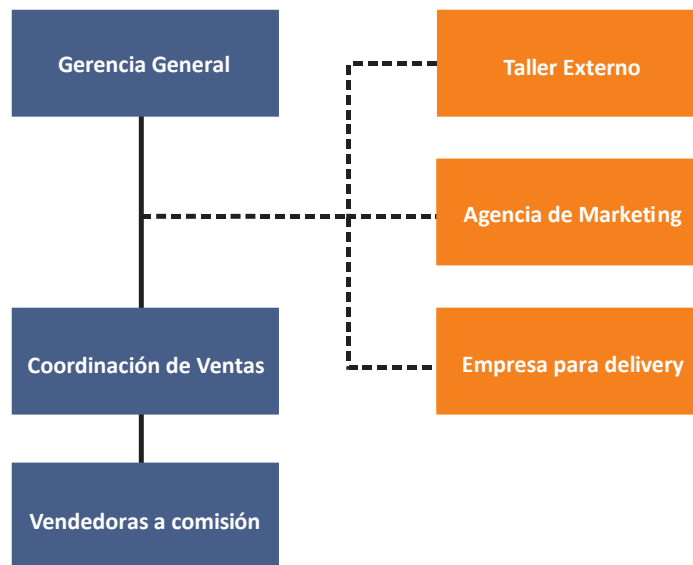 Gerencia General
Taller Externo
Agencia de Marketing
Coordinación de Ventas
Empresa para delivery
Vendedoras a comisión